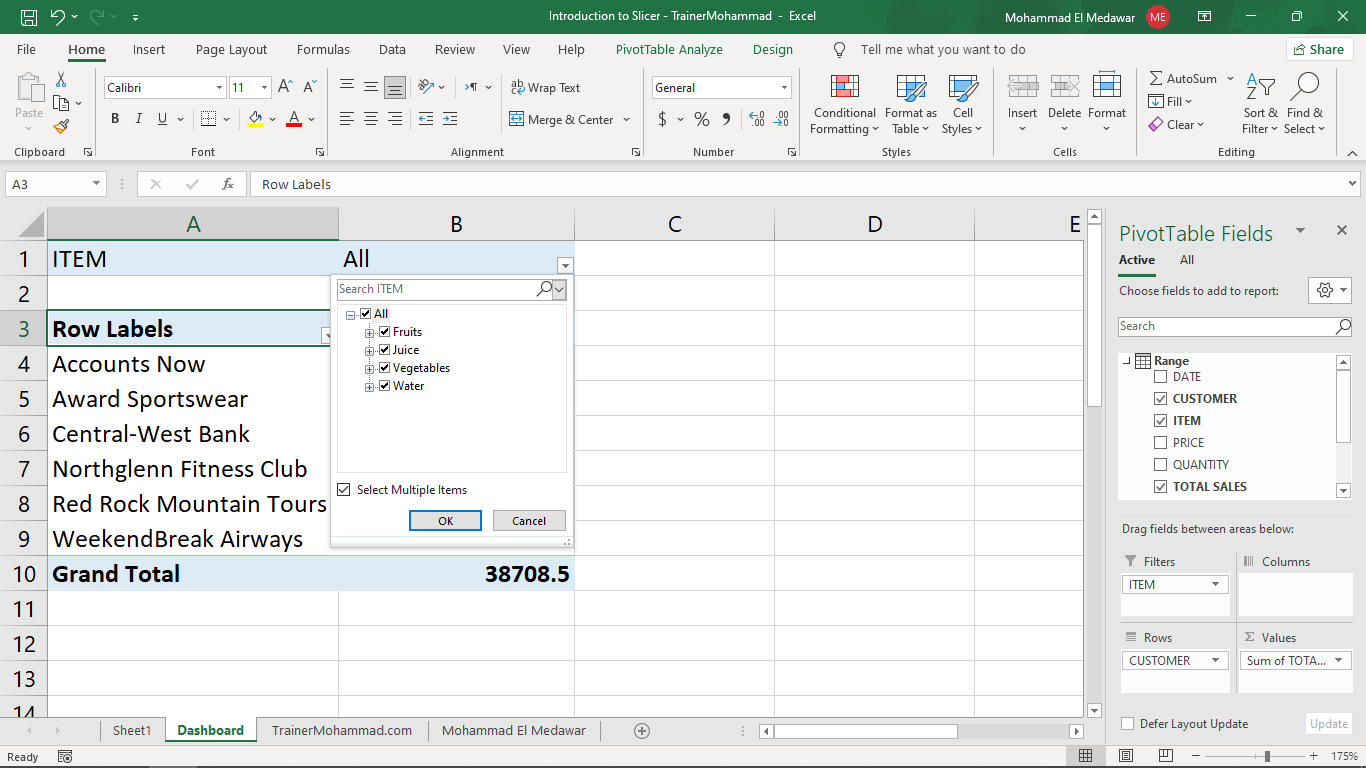 Introduction to Slicer - TrainerMohammad - Excel
Mohammad El Medawar ME
File Home Insert Page Layout Formulas Data Review View Help PivotTable Analyze Design Tell me what you want to do Share
Paste
Clipboard
Calibri 11
B I U A
Font
Wrap Text
Merge & Center
Alignment
General
$ % 9
Number
Conditional Formatting
Format as Table
Cell Styles
Styles
Insert Delete Format
Cells
AutoSum
Fill
Clear
Sort & Filter
Find & Select
Editing
A3 fx Row Labels
A B C D E
1 ITEM All
2
3 Row Labels
4 Accounts Now
5 Award Sportswear
6 Central-West Bank
7 Northglenn Fitness Club
8 Red Rock Mountain Tours
9 WeekendBreak Airways
10 Grand Total 38708.5
11
12
13
14
Search ITEM
All
Fruits
Juice
Vegetables
Water
Select Multiple Items
OK Cancel
PivotTable Fields
Active All
Choose fields to add to report:
Search
Range
DATE
CUSTOMER
ITEM
PRICE
QUANTITY
TOTAL SALES
Drag fields between areas below:
Filters Columns
ITEM
Rows Σ Values
CUSTOMER Sum of TOTA...
Defer Layout Update Update
Sheet1 Dashboard TrainerMohammad.com Mohammad El Medawar
Ready 175%